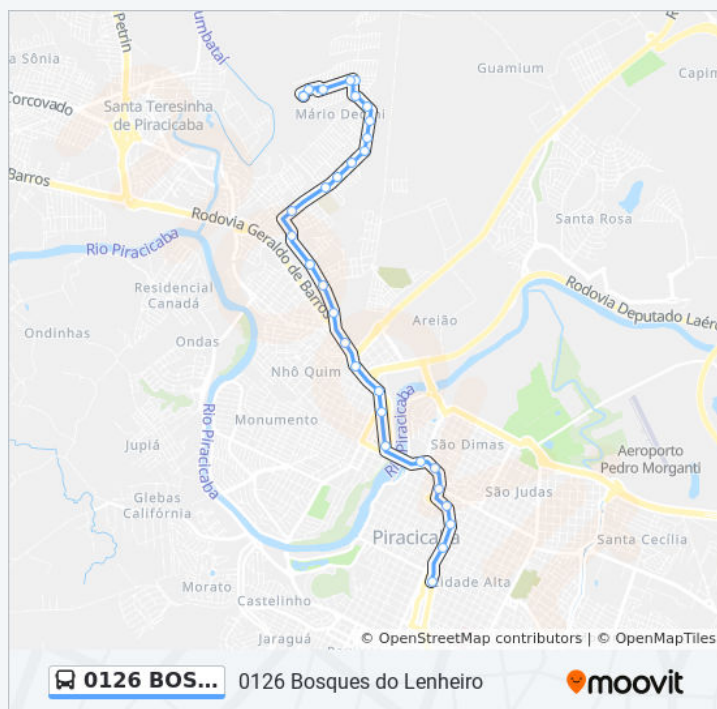 Petrin
umbataí
a Sônia
Guamium
Capim
Corcovado
Santa Teresinha
de Piracicaba
Mário De
ni
Barros
Rodovia Geraldo de Barros
Rio Piracicaba
Santa Rosa
Residencial
Canadá
Rodovia Deputado Laér
Ondinhas
Ondas
Areião
Nhô Quim
Rio Piracicaba
Rio Piracicaba
Monumento
São Dimas
Jupiá
Aeroporto
Pedro Morganti
Glebas
Califórnia
São Judas
Piracicaba
Santa Cecília
Cidade Alta
Morato
Castelinho
Jaraguá
© OpenStreetMap contributors | © OpenMapTiles
0126 BOS...
0126 Bosques do Lenheiro
moovit